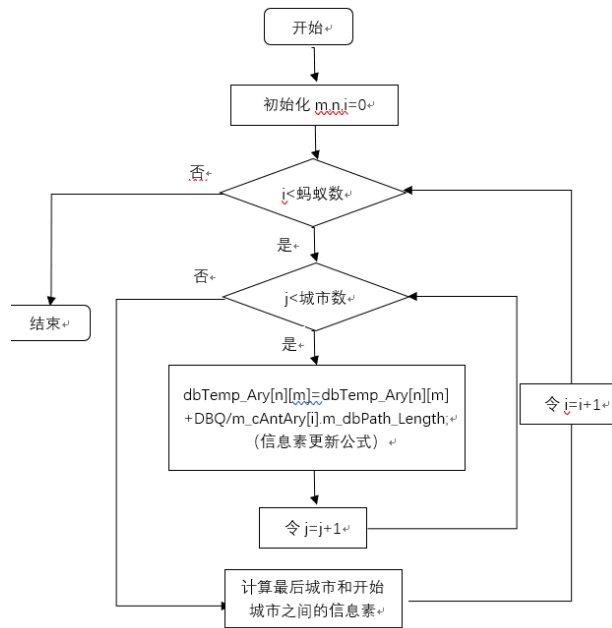 开始
初始化 m,n,i=0
否
i<蚂蚁数
是
否
j<城市数
结束
是
dbTemp_Ary[n][m]=dbTemp_Ary[n][m]
+DBQ/m_cAntAry[i].m_dbPath_Length;
（信息素更新公式）
令 i=i+1
令 j=j+1
计算最后城市和开始
城市之间的信息素